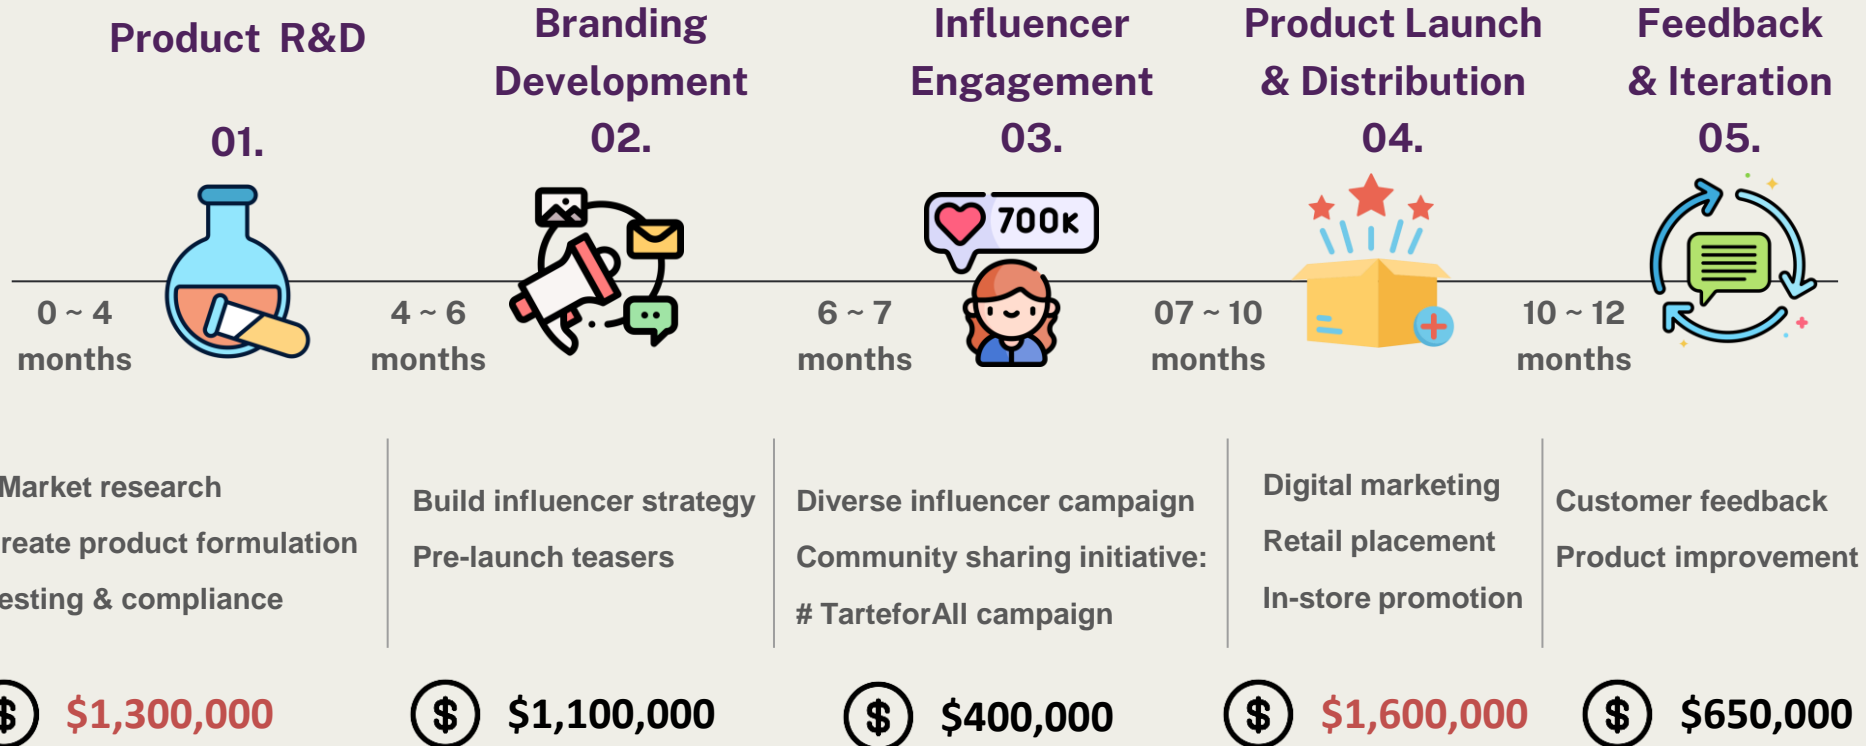 Product R&D
01.
Branding
Development
02.
Influencer
Engagement
03.
Product Launch
& Distribution
04.
Feedback
& Iteration
05.
700K
0 ~ 4
months
4 ~ 6
months
6 ~ 7
months
07 ~ 10
months
10 ~ 12
months
Market research
reate product formulation
esting & compliance
Build influencer strategy
Pre-launch teasers
Diverse influencer campaign
Community sharing initiative:
# TarteforAll campaign
Digital marketing
Retail placement
In-store promotion
Customer feedback
Product improvement
$ $1,300,000
$ $1,100,000
$ $400,000
$ $1,600,000
$ $650,000